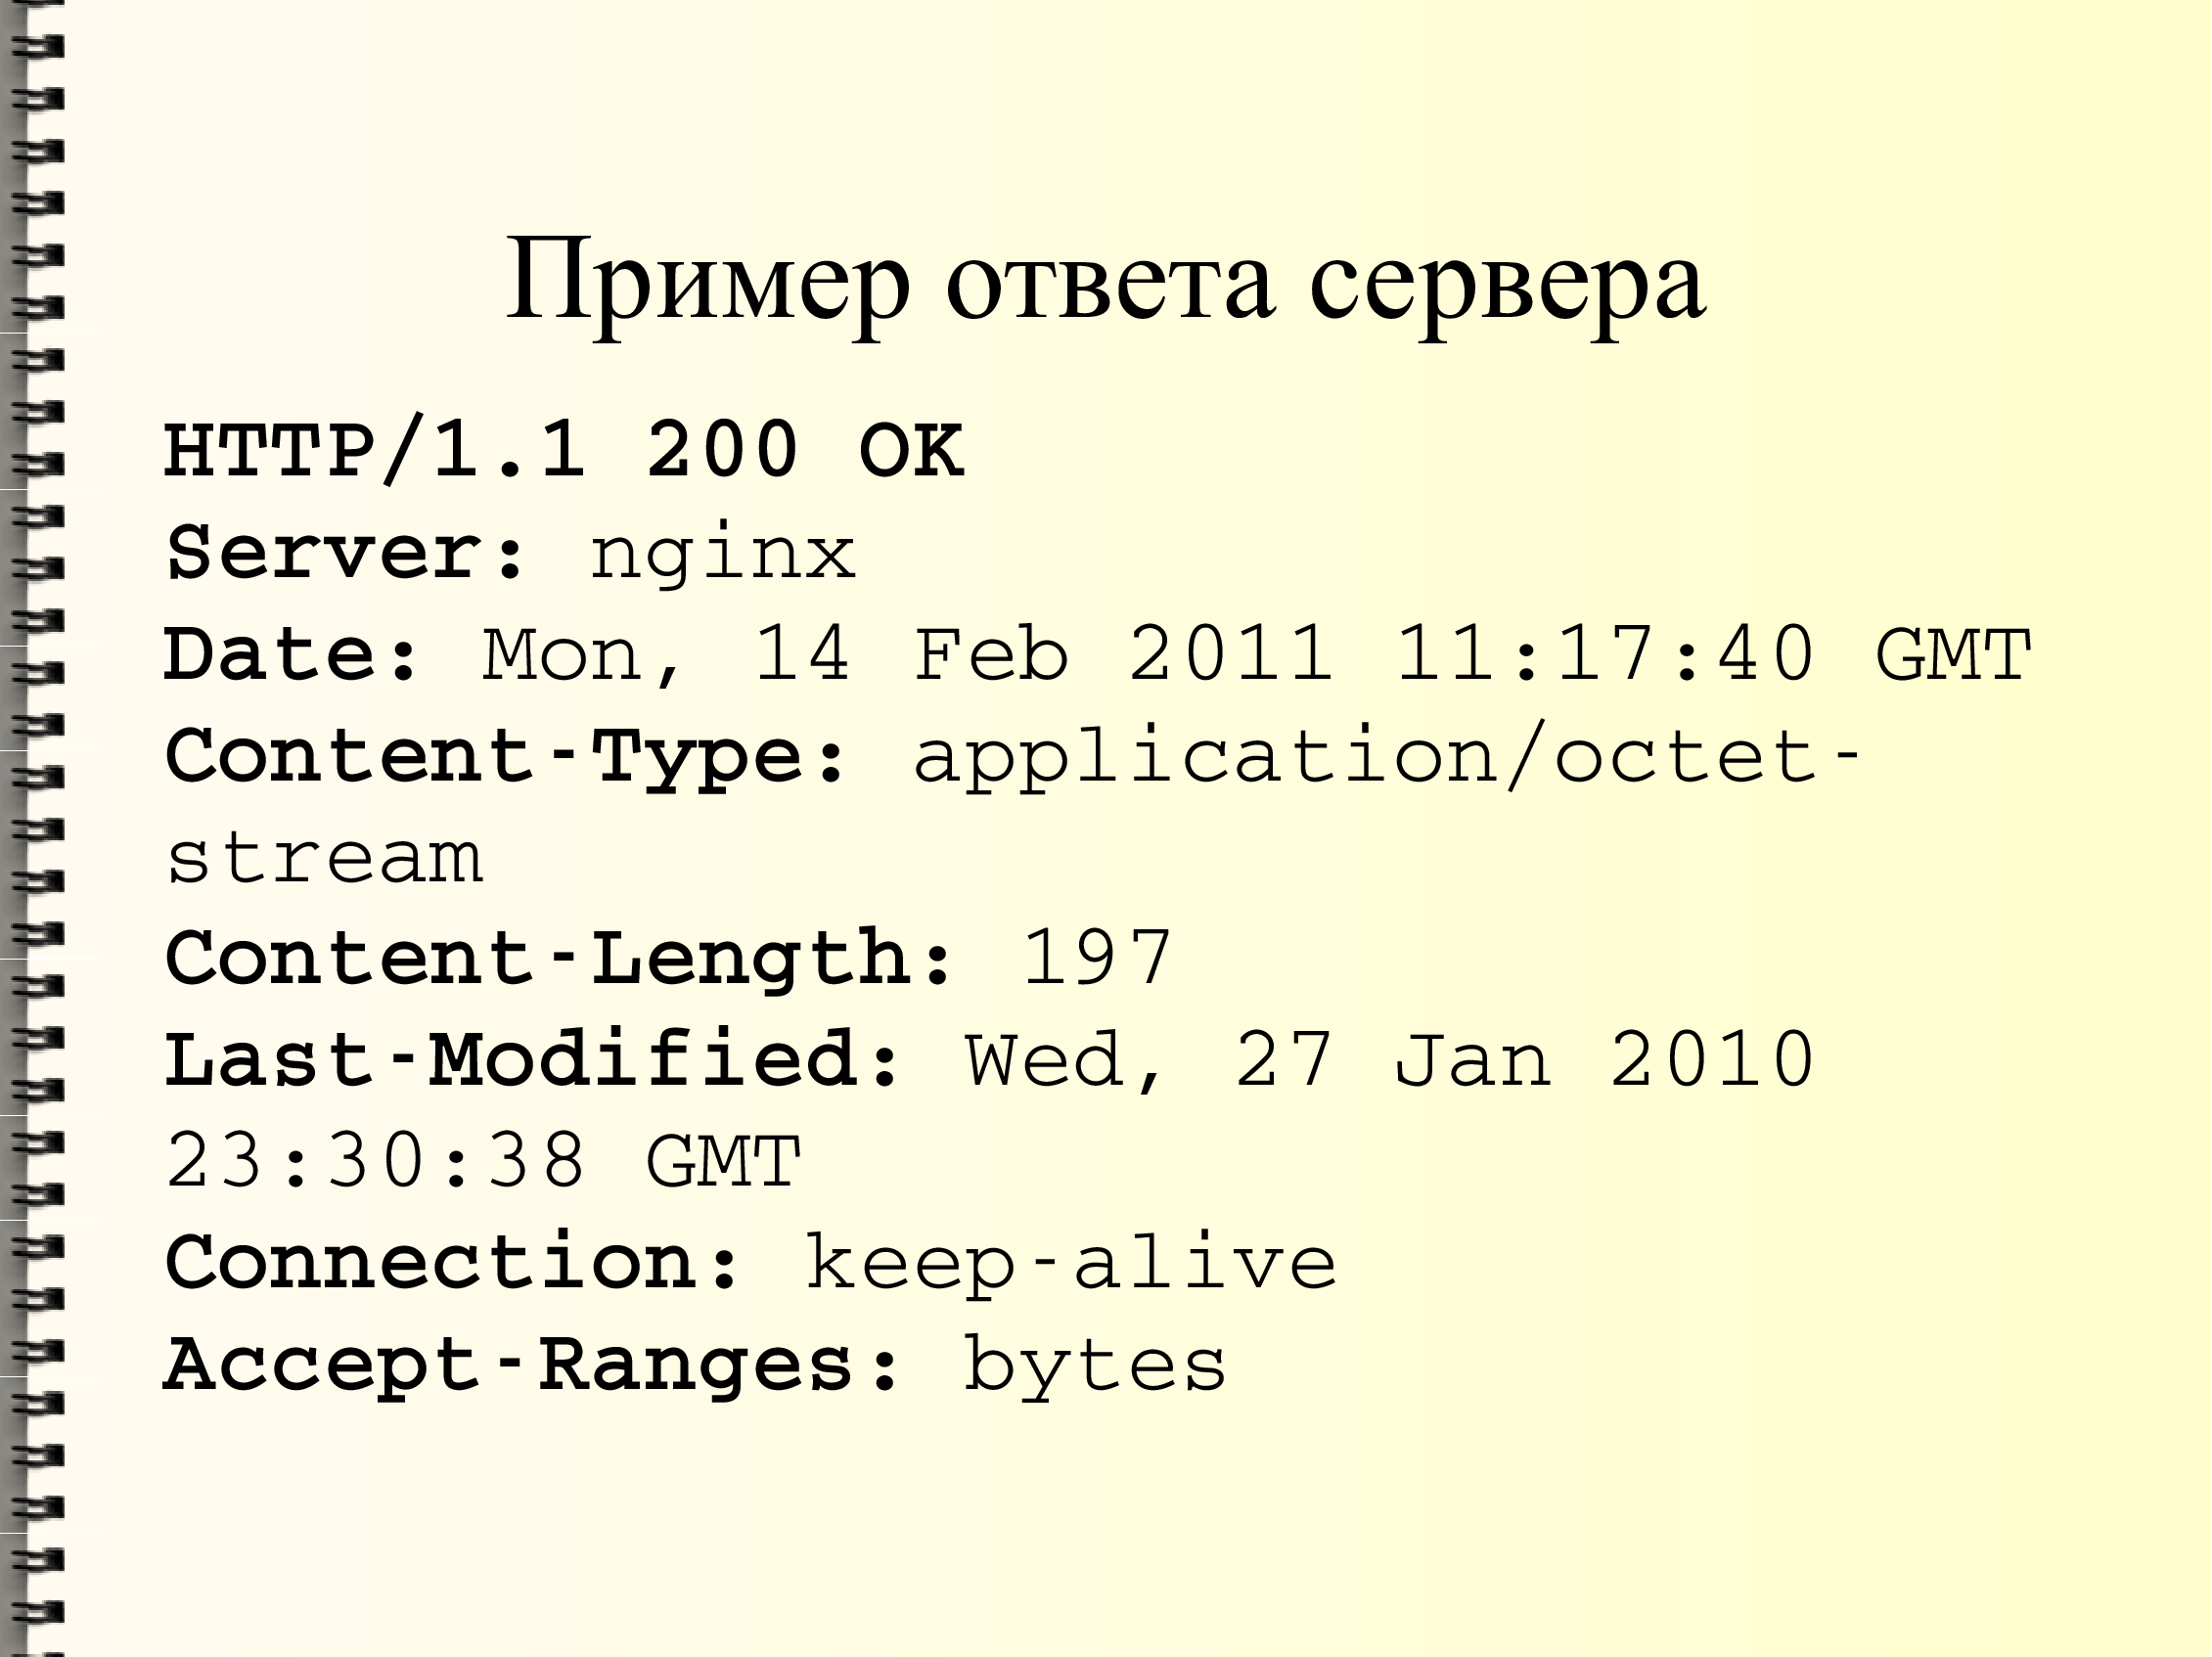 Пример ответа сервера
HTTP/1.1 200 OK
Server: nginx
Date: Mon, 14 Feb 2011 11:17:40 GMT
Content-Type: application/octet-
stream
Content-Length: 197
Last-Modified: Wed, 27 Jan 2010
23:30:38 GMT
Connection: keep-alive
Accept-Ranges: bytes